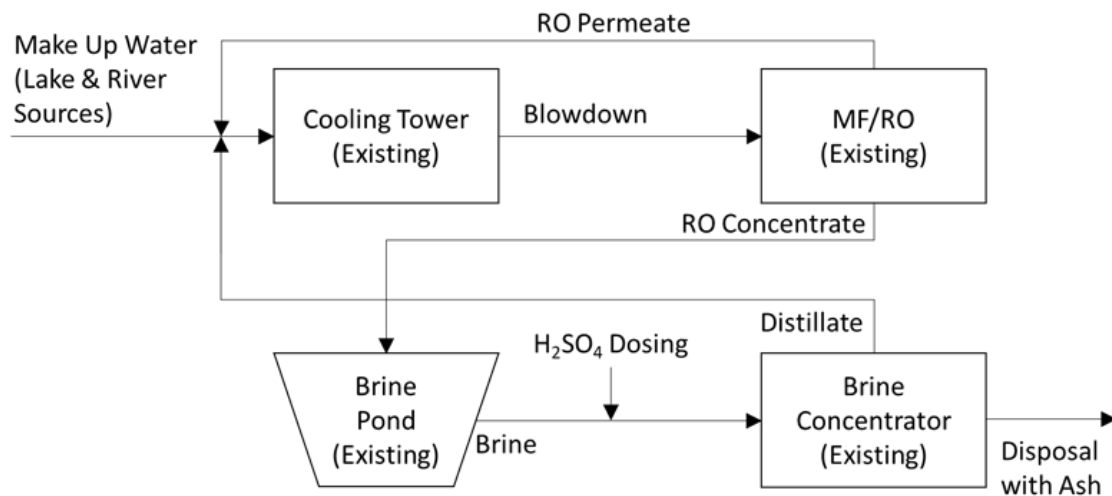 RO Permeate
Make Up Water
(Lake & River
Sources)
Cooling Tower
(Existing)
Blowdown
MF/RO
(Existing)
RO Concentrate
Distillate
H₂SO₄ Dosing
Brine
Pond
(Existing)
Brine
Brine
Concentrator
(Existing)
Disposal
with Ash